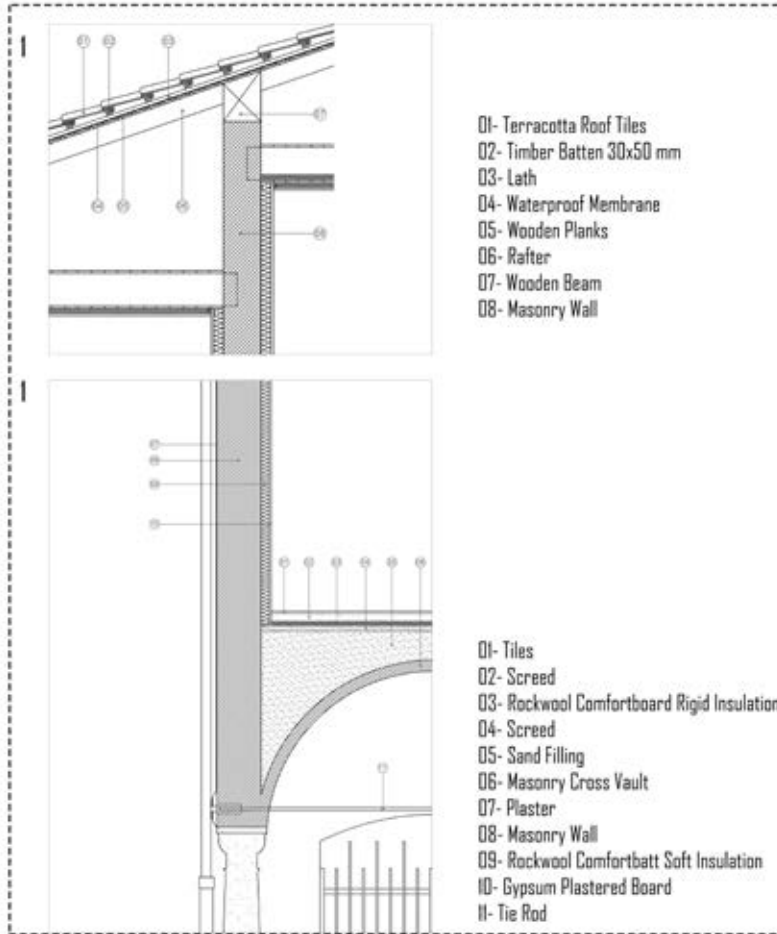 1
01- Terracotta Roof Tiles
02- Timber Batten 30x50 mm
03- Lath
04- Waterproof Membrane
05- Wooden Planks
06- Rafter
07- Wooden Beam
08- Masonry Wall
1
01- Tiles
02- Screed
03- Rockwool Comfortboard Rigid Insulation
04- Screed
05- Sand Filling
06- Masonry Cross Vault
07- Plaster
08- Masonry Wall
09- Rockwool Comfortbatt Soft Insulation
10- Gypsum Plastered Board
11- Tie Rod